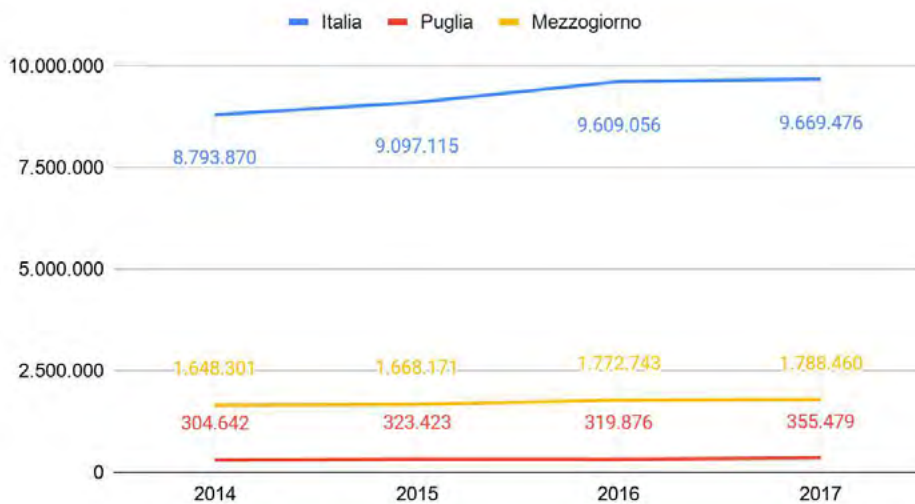 Italia Puglia Mezzogiorno
10.000.000
8.793.870 9.097.115 9.609.056 9.669.476
7.500.000
5.000.000
2.500.000
1.648.301 1.668.171 1.772.743 1.788.460
304.642 323.423 319.876 355.479
0
2014 2015 2016 2017